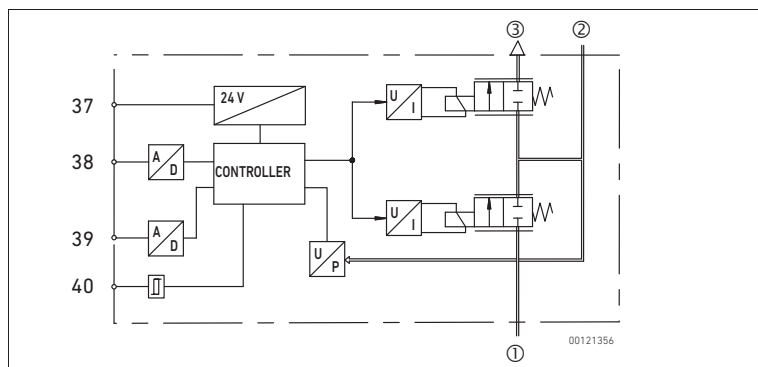 ③ ②
37
24 V
U
I
38
A
D
CONTROLLER
39
A
D
U
I
40
U
P
00121356
①